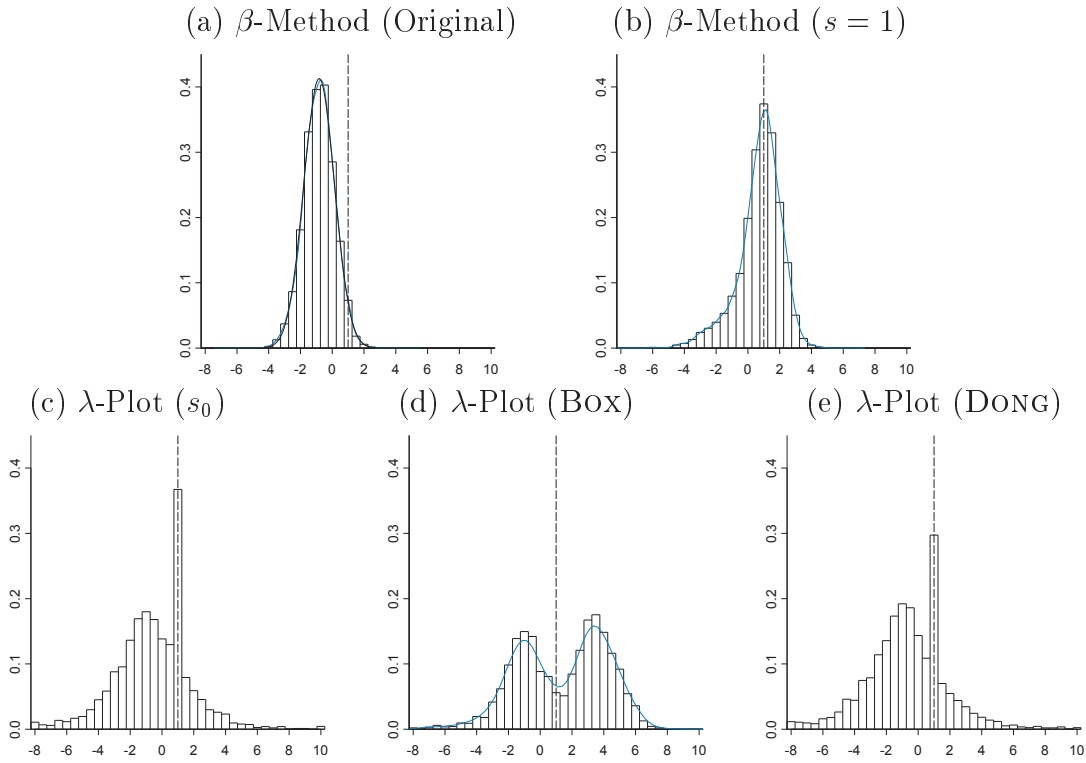 (a) β-Method (Original)
(b) β-Method (s = 1)
0.0 0.1 0.2 0.3 0.4
-8 -6 -4 -2 0 2 4 6 8 10
0.0 0.1 0.2 0.3 0.4
-8 -6 -4 -2 0 2 4 6 8 10
(c) λ-Plot (s₀)
(d) λ-Plot (BOX)
(e) λ-Plot (DONG)
0.0 0.1 0.2 0.3 0.4
-8 -6 -4 -2 0 2 4 6 8 10
0.0 0.1 0.2 0.3 0.4
-8 -6 -4 -2 0 2 4 6 8 10
0.0 0.1 0.2 0.3 0.4
-8 -6 -4 -2 0 2 4 6 8 10